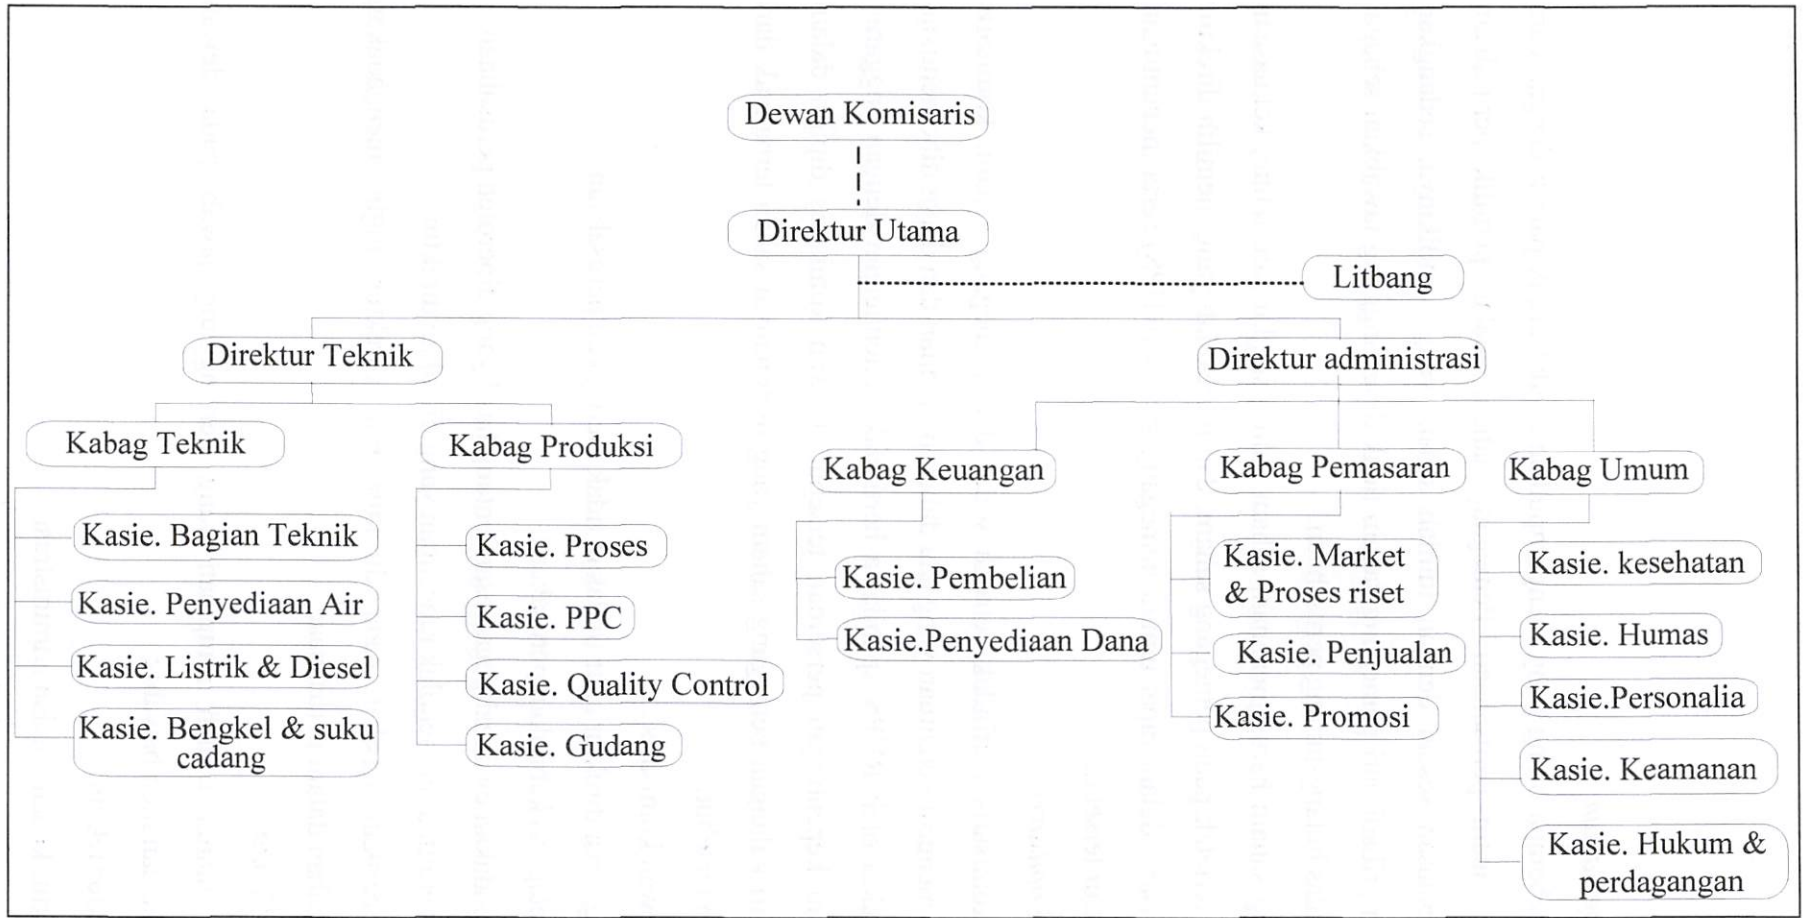 Dewan Komisaris
Direktur Utama
Litbang
Direktur Teknik
Direktur administrasi
Kabag Teknik
Kabag Produksi
Kabag Keuangan
Kabag Pemasaran
Kabag Umum
Kasie. Bagian Teknik
Kasie. Penyediaan Air
Kasie. Listrik & Diesel
Kasie. Bengkel & suku
cadang
Kasie. Proses
Kasie. PPC
Kasie. Quality Control
Kasie. Gudang
Kasie. Pembelian
Kasie.Penyediaan Dana
Kasie. Market
& Proses riset
Kasie. Penjualan
Kasie. Promosi
Kasie. kesehatan
Kasie. Humas
Kasie.Personalia
Kasie. Keamanan
Kasie. Hukum &
perdagangan